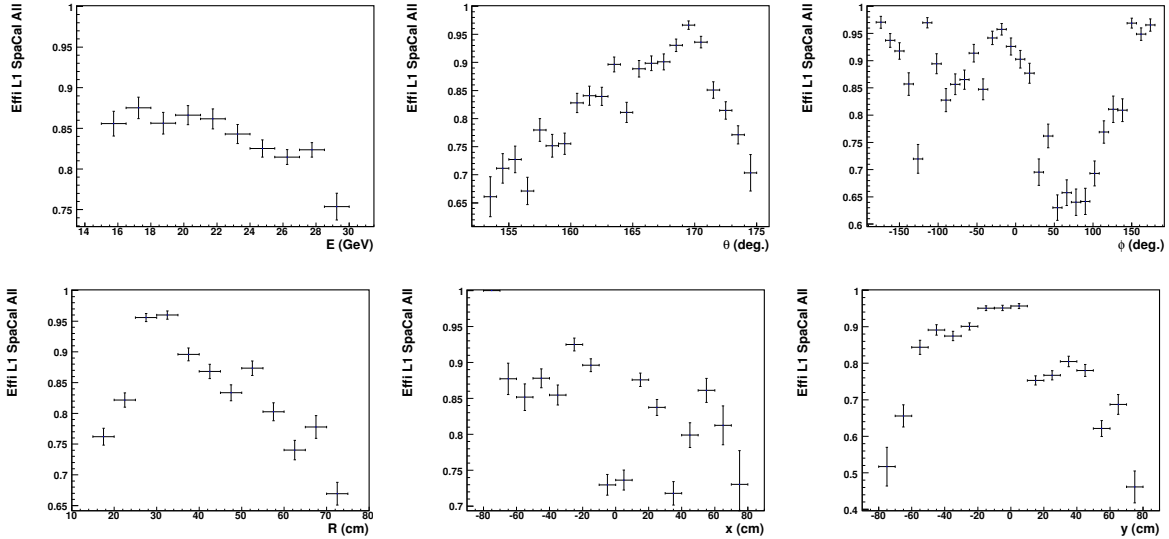 Effi L1 SpaCal All
1
0.95
0.9
0.85
0.8
0.75
14 16 18 20 22 24 26 28 30
E (GeV)
Effi L1 SpaCal All
1
0.95
0.9
0.85
0.8
0.75
0.7
0.65
155 160 165 170 175
θ (deg.)
Effi L1 SpaCal All
1
0.95
0.9
0.85
0.8
0.75
0.7
0.65
0.6
-150 -100 -50 0 50 100 150
ϕ (deg.)
Effi L1 SpaCal All
1
0.95
0.9
0.85
0.8
0.75
0.7
0.65
10 20 30 40 50 60 70 80
R (cm)
Effi L1 SpaCal All
1
0.95
0.9
0.85
0.8
0.75
0.7
-80 -60 -40 -20 0 20 40 60 80
x (cm)
Effi L1 SpaCal All
1
0.9
0.8
0.7
0.6
0.5
0.4
-80 -60 -40 -20 0 20 40 60 80
y (cm)